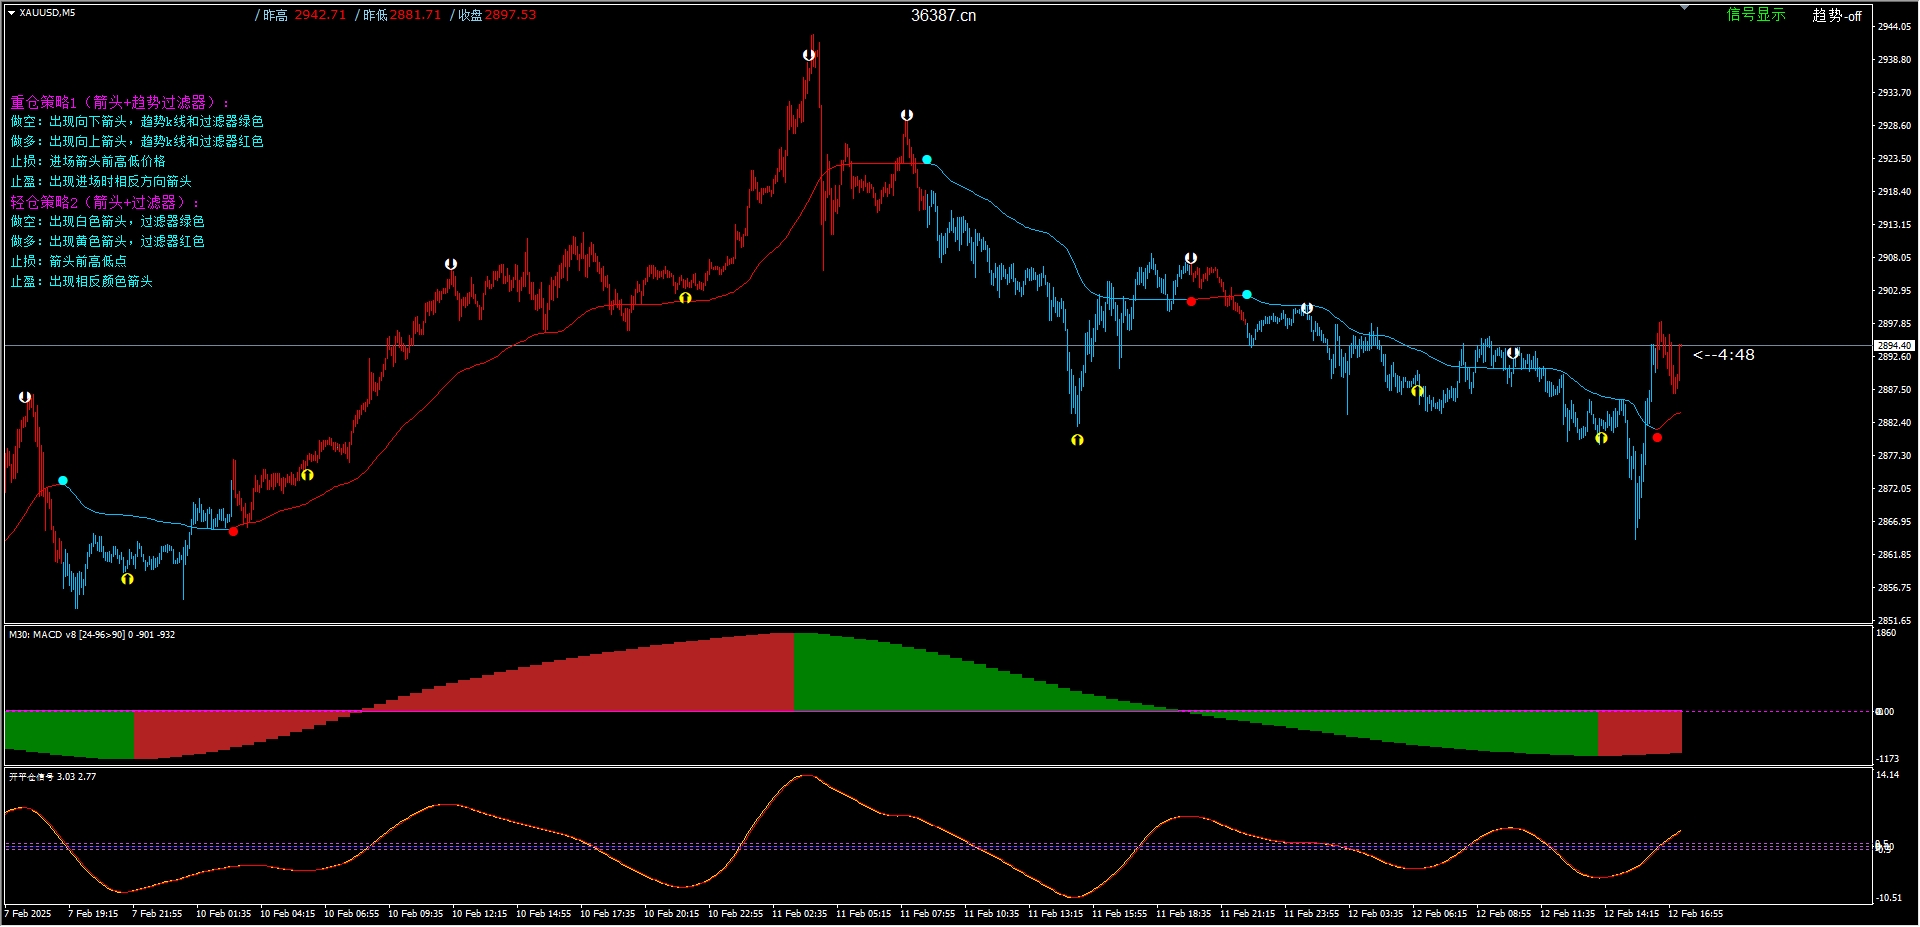 XAUUSD,M5
/ 昨高 2942.71 / 昨低 2881.71 / 收盘 2897.53
36387.cn
信号显示
趋势-off
重仓策略1（箭头+趋势过滤器）：
做空：出现向下箭头，趋势k线和过滤器绿色
做多：出现向上箭头，趋势k线和过滤器红色
止损：进场箭头前高低价格
止盈：出现进场时相反方向箭头
轻仓策略2（箭头+过滤器）：
做空：出现白色箭头，过滤器绿色
做多：出现黄色箭头，过滤器红色
止损：箭头前高低点
止盈：出现相反颜色箭头
<--4:48
2944.05
2938.80
2933.70
2928.60
2923.50
2918.40
2913.15
2908.05
2902.95
2897.85
2894.40
2892.60
2887.50
2882.40
2877.30
2872.05
2866.95
2861.85
2856.75
2851.65
M30: MACD v8 [24-96>90] 0 -901 -932
1860
0.00
-1173
开平仓信号 3.03 2.77
14.14
-10.51
7 Feb 2025
7 Feb 19:15
7 Feb 21:55
10 Feb 01:35
10 Feb 04:15
10 Feb 06:55
10 Feb 09:35
10 Feb 12:15
10 Feb 14:55
10 Feb 17:35
10 Feb 20:15
10 Feb 22:55
11 Feb 02:35
11 Feb 05:15
11 Feb 07:55
11 Feb 10:35
11 Feb 13:15
11 Feb 15:55
11 Feb 18:35
11 Feb 21:15
11 Feb 23:55
12 Feb 03:35
12 Feb 06:15
12 Feb 08:55
12 Feb 11:35
12 Feb 14:15
12 Feb 16:55